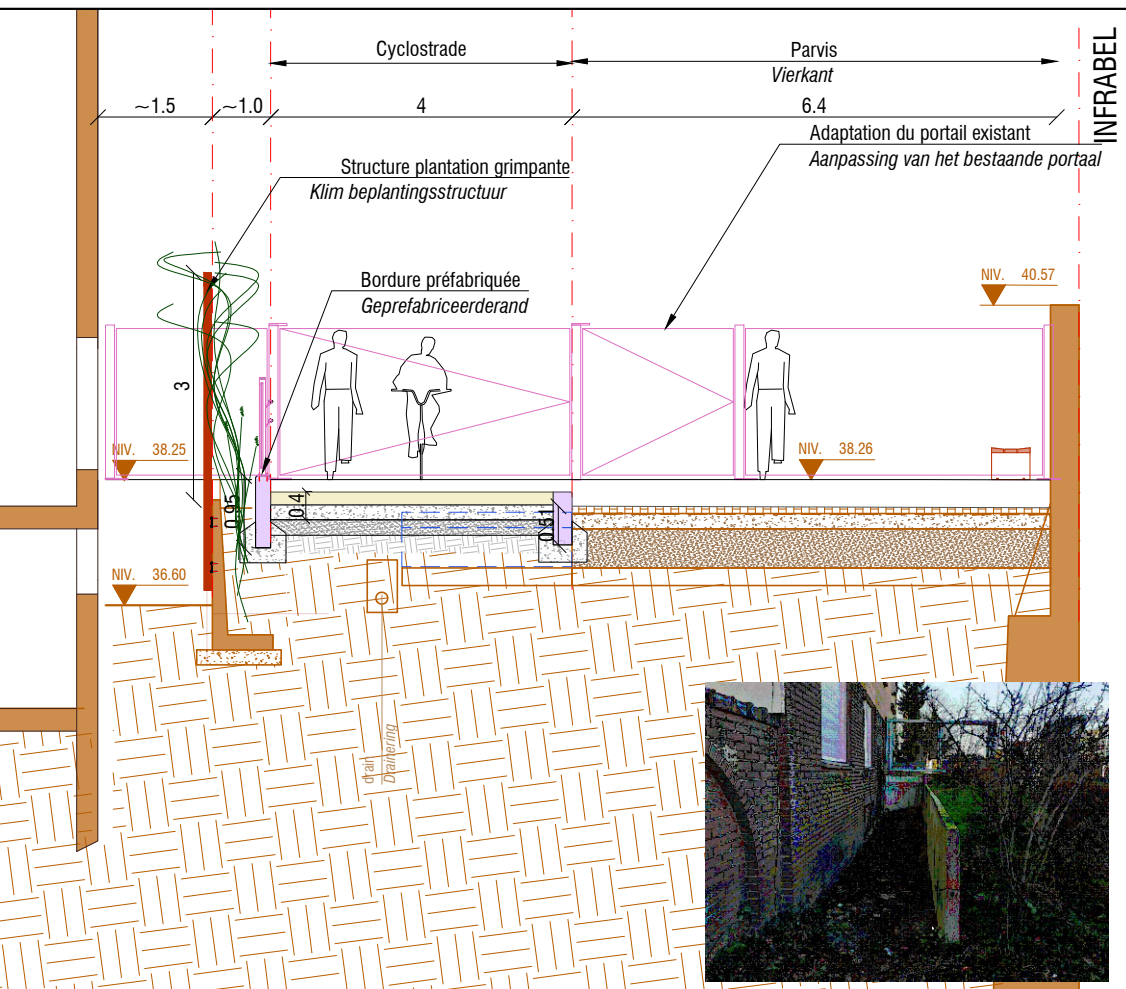 Cyclostrade
Parvis
Vierkant
INFRABEL
~1.5
~1.0
4
6.4
Adaptation du portail existant
Aanpassing van het bestaande portaal
Structure plantation grimpante
Klim beplantingsstructuur
NIV. 40.57
Bordure préfabriquée
Geprefabriceerderand
3
NIV. 38.25
NIV. 38.26
0.95
0.4
0.51
NIV. 36.60
drain
Drainering